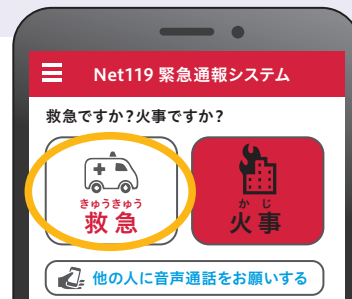 Net119 緊急通報システム
救急ですか?火事ですか?
きゅうきゅう
救急
かじ
火事
他の人に音声通話をお願いする